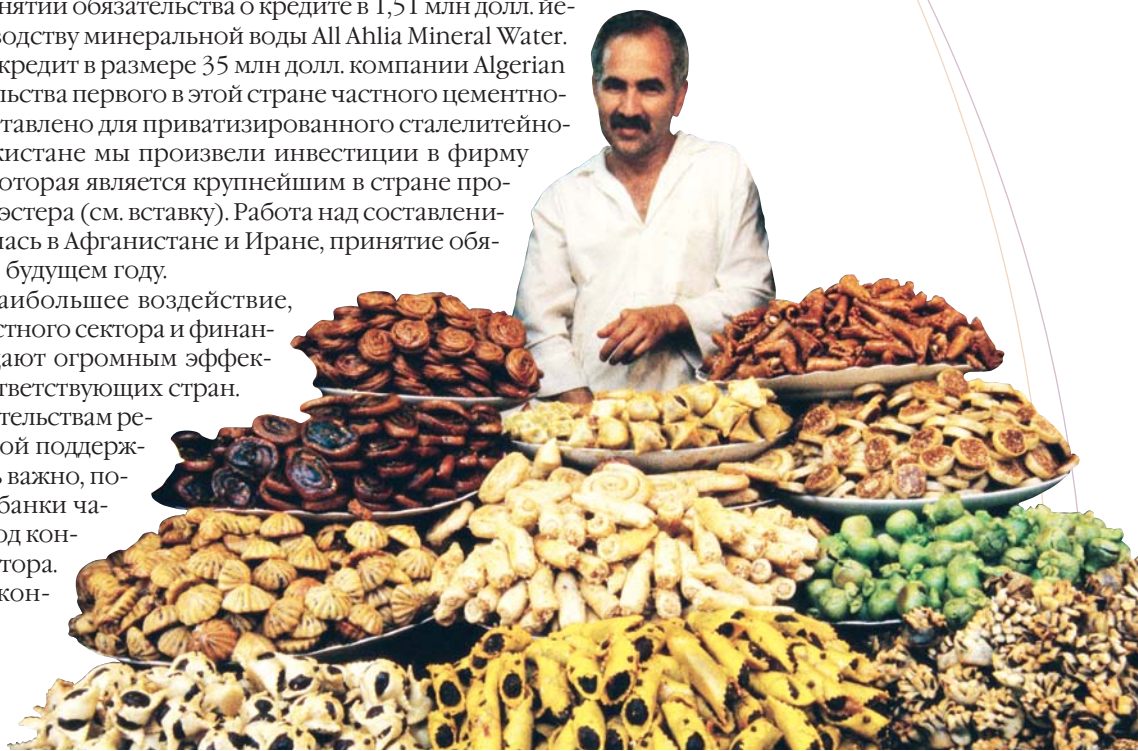 нятии обязательства о кредите в 1,51 млн долл. йе-
водству минеральной воды All Ahlia Mineral Water.
кредит в размере 35 млн долл. компании Algerian
льства первого в этой стране частного цементно-
тавлено для приватизированного сталелитейно-
кистане мы произвели инвестиции в фирму
оторая является крупнейшим в стране про-
эстера (см. вставку). Работа над составлени-
лась в Афганистане и Иране, принятие обя-
будущем году.
аибольшее воздействие,
стного сектора и финан-
дают огромным эффек-
тветствующих стран.
тельствам ре-
ой поддерж-
ь важно, по-
банки ча-
од кон-
тора.
кон-